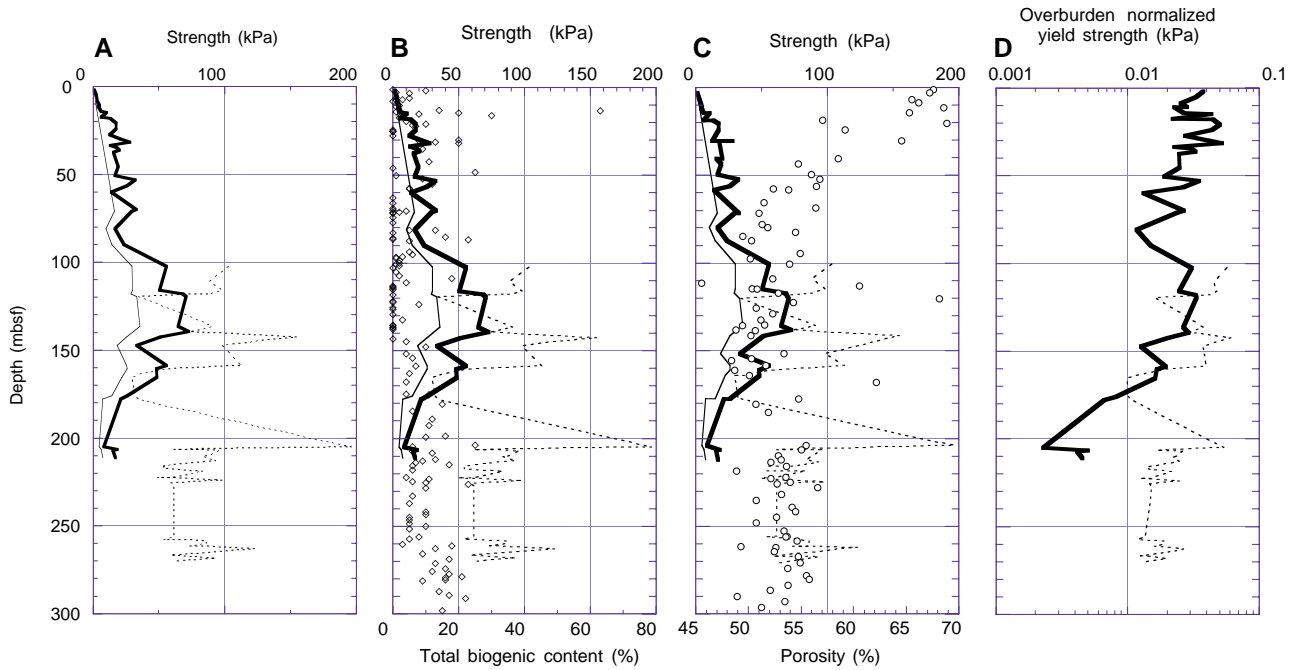 A
Strength (kPa)
0 100 200
B
Strength (kPa)
0 50 100 150 200
C
Strength (kPa)
0 100 200
D
Overburden normalized
yield strength (kPa)
0.001 0.01 0.1
0
50
100
150
200
250
300
Depth (mbsf)
0 20 40 60 80
Total biogenic content (%)
45 50 55 60 65 70
Porosity (%)